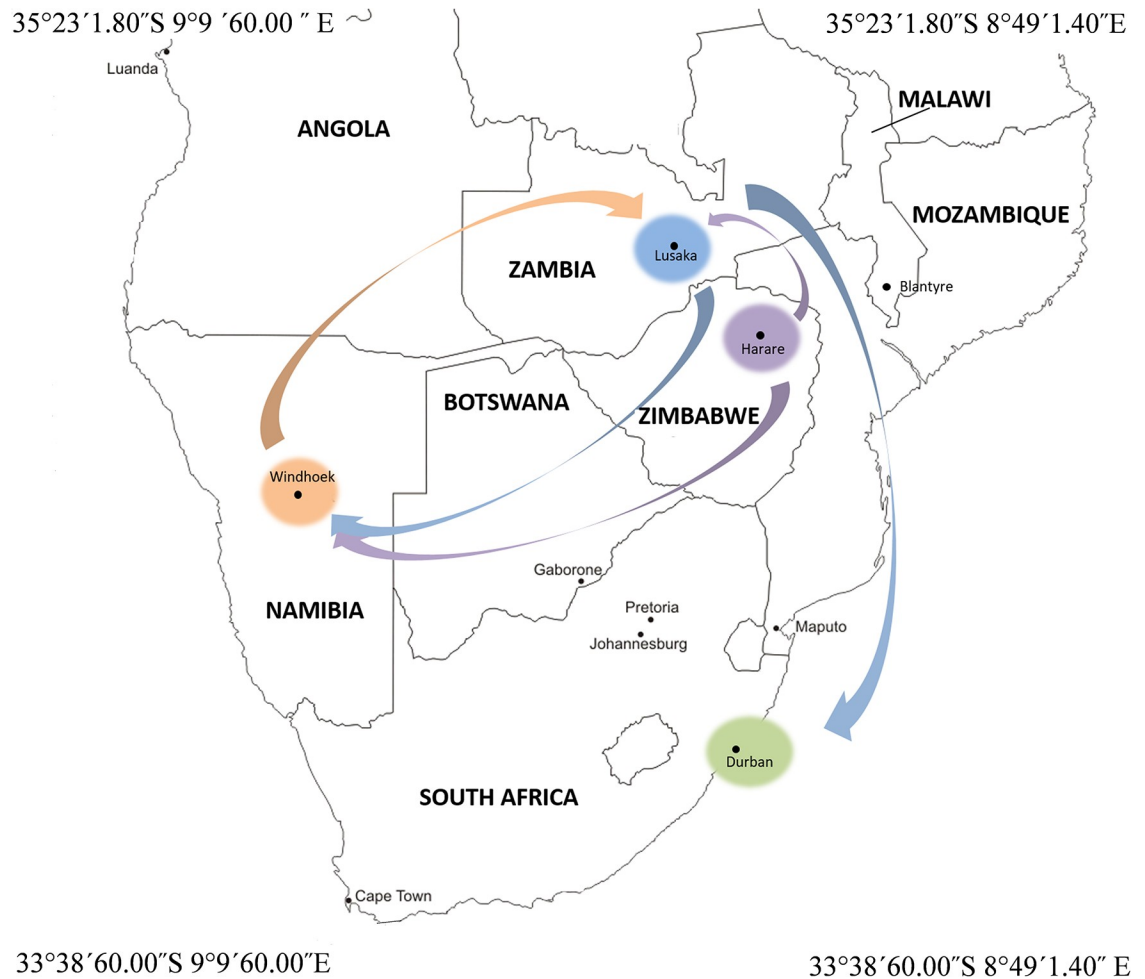 35°23´1.80˝S 9°9 ´60.00 ˝ E
35°23´1.80˝S 8°49´1.40˝E
Luanda
MALAWI
ANGOLA
MOZAMBIQUE
Lusaka
ZAMBIA
Blantyre
Harare
BOTSWANA
ZIMBABWE
Windhoek
Gaborone
NAMIBIA
Pretoria
Maputo
Johannesburg
Durban
SOUTH AFRICA
Cape Town
33°38´60.00˝S 9°9´60.00˝E
33°38´60.00˝S 8°49´1.40˝ E